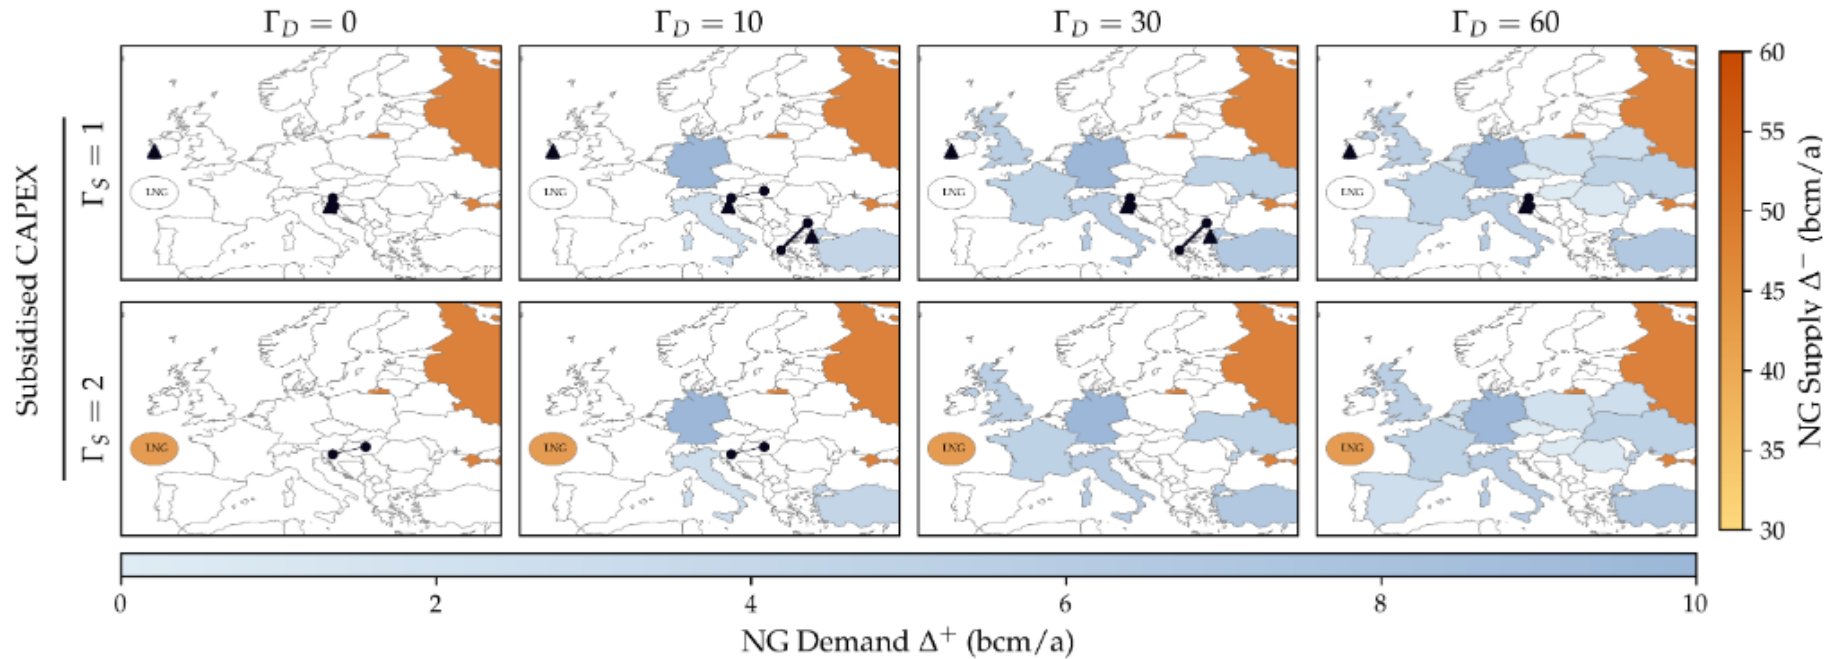 Γ_D = 0 Γ_D = 10 Γ_D = 30 Γ_D = 60
Subsidised CAPEX
Γ_S = 1
LNG LNG LNG LNG
Γ_S = 2
LNG LNG LNG LNG
60
55
50
45
40
35
30
NG Supply Δ⁻ (bcm/a)
0 2 4 6 8 10
NG Demand Δ⁺ (bcm/a)